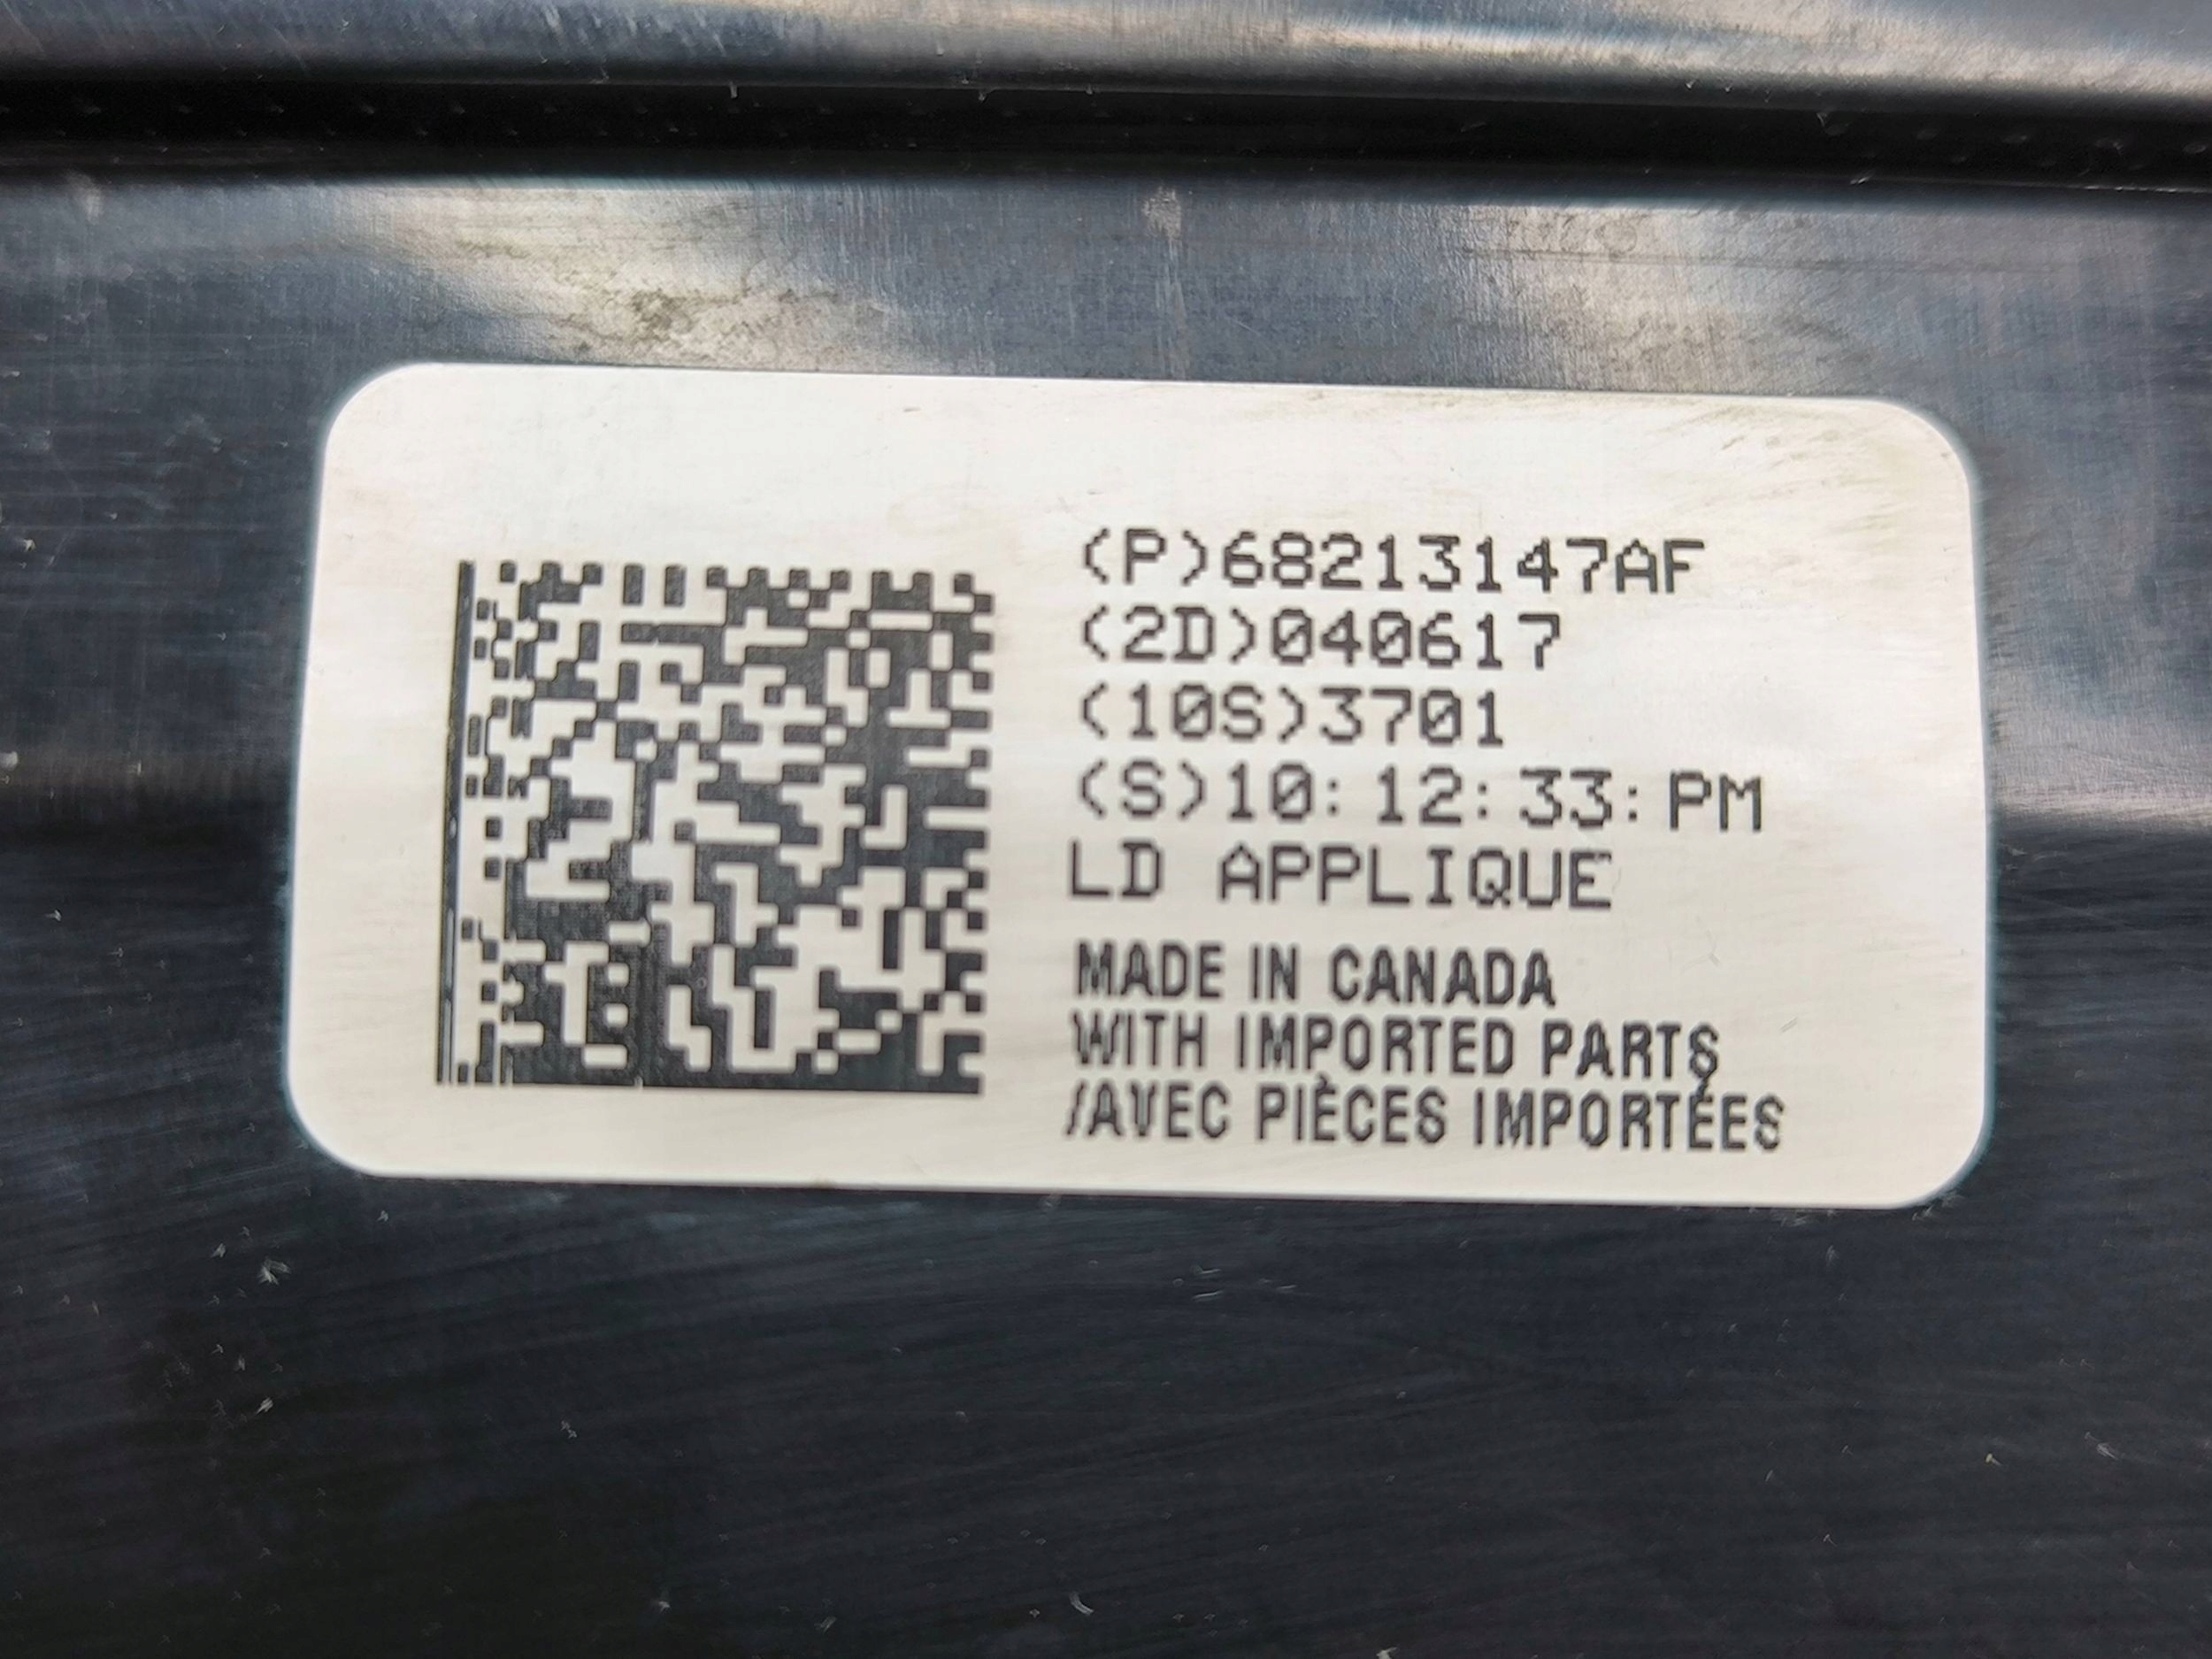 (P)68213147AF
(2D)040617
(10S)3701
(S)10:12:33:PM
LD APPLIQUE
MADE IN CANADA
WITH IMPORTED PARTS
/AVEC PIÈCES IMPORTÉES